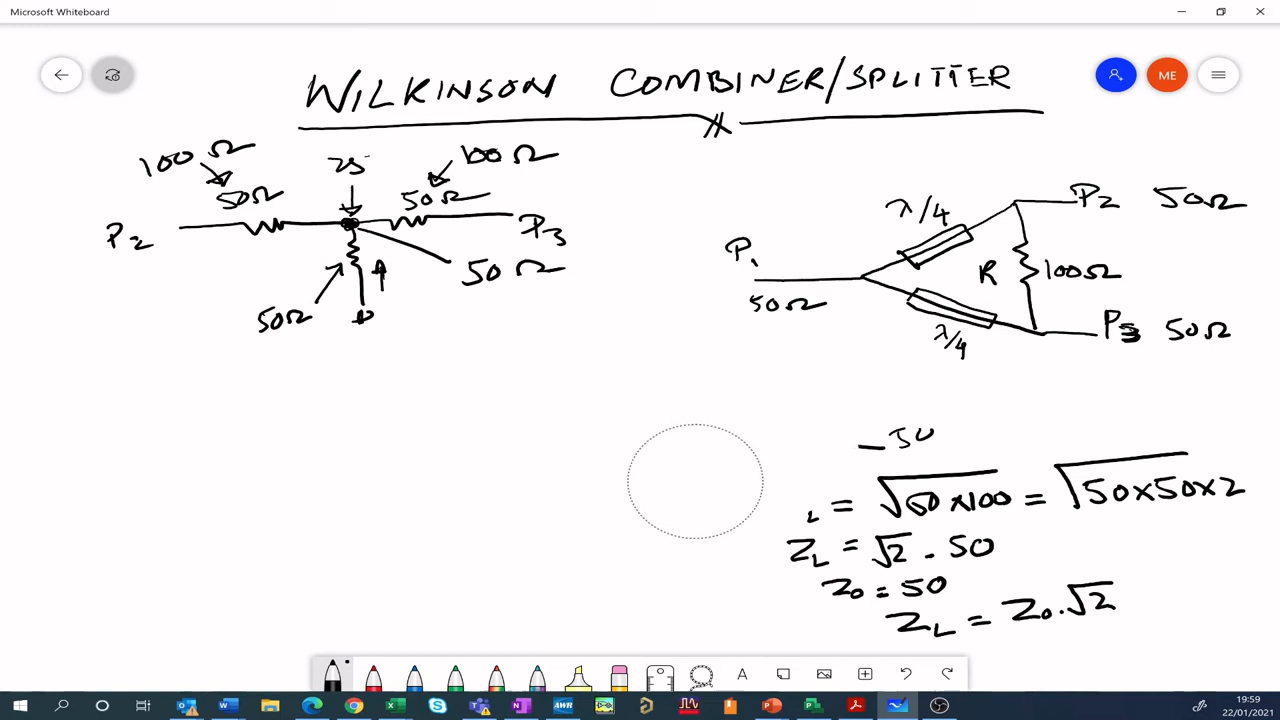 Microsoft Whiteboard
ME
WILKINSON COMBINER/SPLITTER
100 Ω
25
100 Ω
50Ω
50Ω
P2
P3
50 Ω
50Ω
λ/4
P2 50Ω
P1
50Ω
R
100Ω
P3 50Ω
λ/4
50
L = √50×100 = √50×50×2
ZL = √2 . 50
Z0 = 50
ZL = Z0.√2
A
19:59
22/01/2021